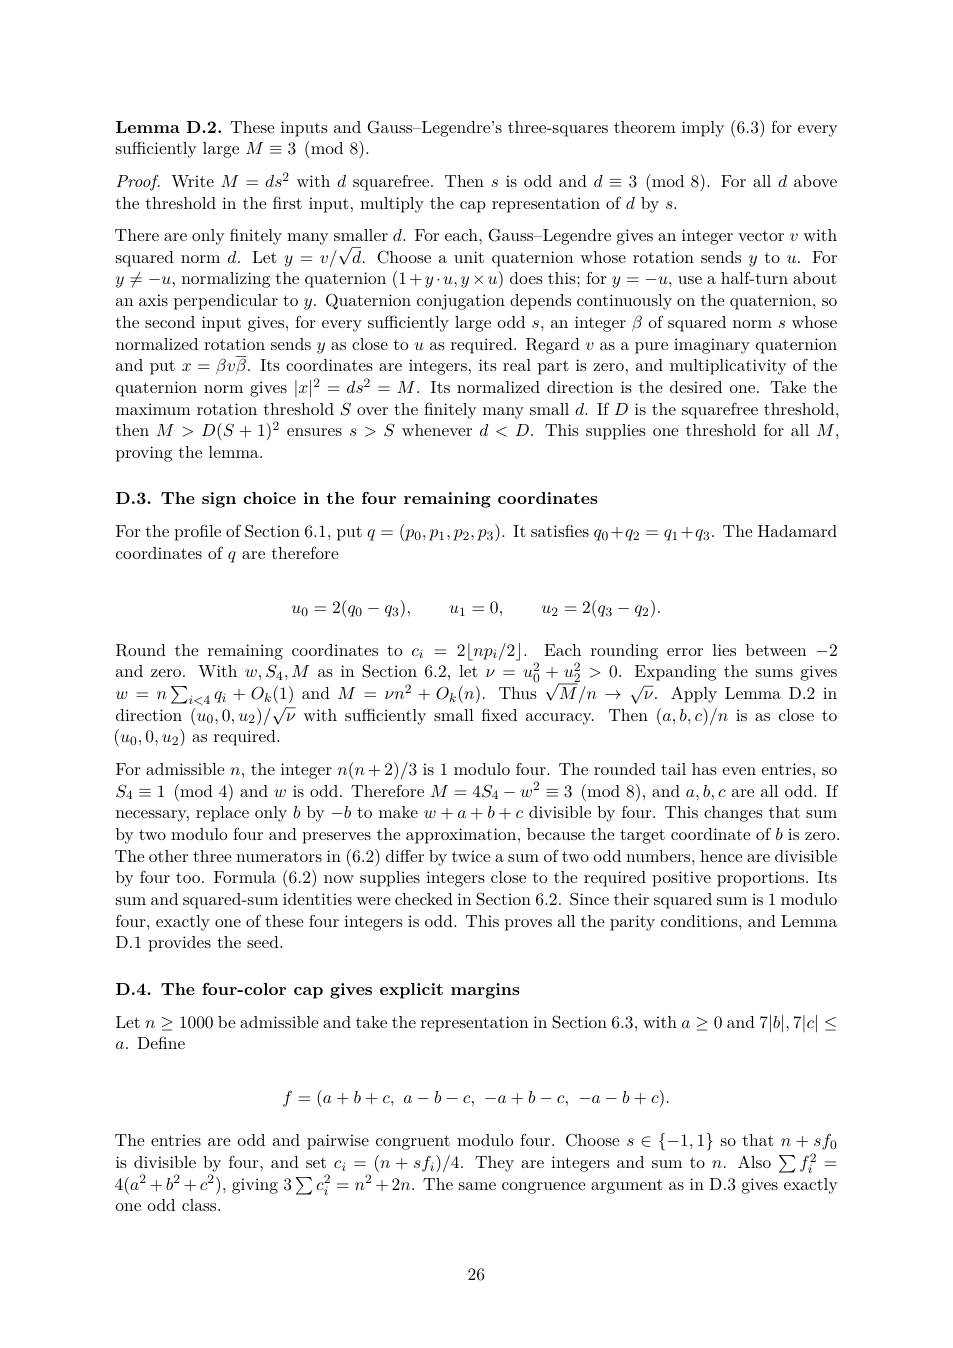 Lemma D.2. These inputs and Gauss–Legendre's three-squares theorem imply (6.3) for every
sufficiently large M ≡ 3 (mod 8).
Proof. Write M = ds² with d squarefree. Then s is odd and d ≡ 3 (mod 8). For all d above
the threshold in the first input, multiply the cap representation of d by s.
There are only finitely many smaller d. For each, Gauss–Legendre gives an integer vector v with
squared norm d. Let y = v/√d. Choose a unit quaternion whose rotation sends y to u. For
y ≠ −u, normalizing the quaternion (1+y·u, y×u) does this; for y = −u, use a half-turn about
an axis perpendicular to y. Quaternion conjugation depends continuously on the quaternion, so
the second input gives, for every sufficiently large odd s, an integer β of squared norm s whose
normalized rotation sends y as close to u as required. Regard v as a pure imaginary quaternion
and put x = βvβ̅. Its coordinates are integers, its real part is zero, and multiplicativity of the
quaternion norm gives |x|² = ds² = M. Its normalized direction is the desired one. Take the
maximum rotation threshold S over the finitely many small d. If D is the squarefree threshold,
then M > D(S + 1)² ensures s > S whenever d < D. This supplies one threshold for all M,
proving the lemma.
D.3. The sign choice in the four remaining coordinates
For the profile of Section 6.1, put q = (p₀, p₁, p₂, p₃). It satisfies q₀+q₂ = q₁+q₃. The Hadamard
coordinates of q are therefore
u₀ = 2(q₀ − q₃), u₁ = 0, u₂ = 2(q₃ − q₂).
Round the remaining coordinates to cᵢ = 2⌊npᵢ/2⌋. Each rounding error lies between −2
and zero. With w, S₄, M as in Section 6.2, let ν = u₀² + u₂² > 0. Expanding the sums gives
w = n ∑ᵢ<₄ qᵢ + Oₖ(1) and M = νn² + Oₖ(n). Thus √M/n → √ν. Apply Lemma D.2 in
direction (u₀, 0, u₂)/√ν with sufficiently small fixed accuracy. Then (a, b, c)/n is as close to
(u₀, 0, u₂) as required.
For admissible n, the integer n(n + 2)/3 is 1 modulo four. The rounded tail has even entries, so
S₄ ≡ 1 (mod 4) and w is odd. Therefore M = 4S₄ − w² ≡ 3 (mod 8), and a, b, c are all odd. If
necessary, replace only b by −b to make w + a + b + c divisible by four. This changes that sum
by two modulo four and preserves the approximation, because the target coordinate of b is zero.
The other three numerators in (6.2) differ by twice a sum of two odd numbers, hence are divisible
by four too. Formula (6.2) now supplies integers close to the required positive proportions. Its
sum and squared-sum identities were checked in Section 6.2. Since their squared sum is 1 modulo
four, exactly one of these four integers is odd. This proves all the parity conditions, and Lemma
D.1 provides the seed.
D.4. The four-color cap gives explicit margins
Let n ≥ 1000 be admissible and take the representation in Section 6.3, with a ≥ 0 and 7|b|, 7|c| ≤
a. Define
f = (a + b + c, a − b − c, −a + b − c, −a − b + c).
The entries are odd and pairwise congruent modulo four. Choose s ∈ {−1, 1} so that n + sf₀
is divisible by four, and set cᵢ = (n + sfᵢ)/4. They are integers and sum to n. Also ∑ fᵢ² =
4(a² + b² + c²), giving 3 ∑ cᵢ² = n² + 2n. The same congruence argument as in D.3 gives exactly
one odd class.
26